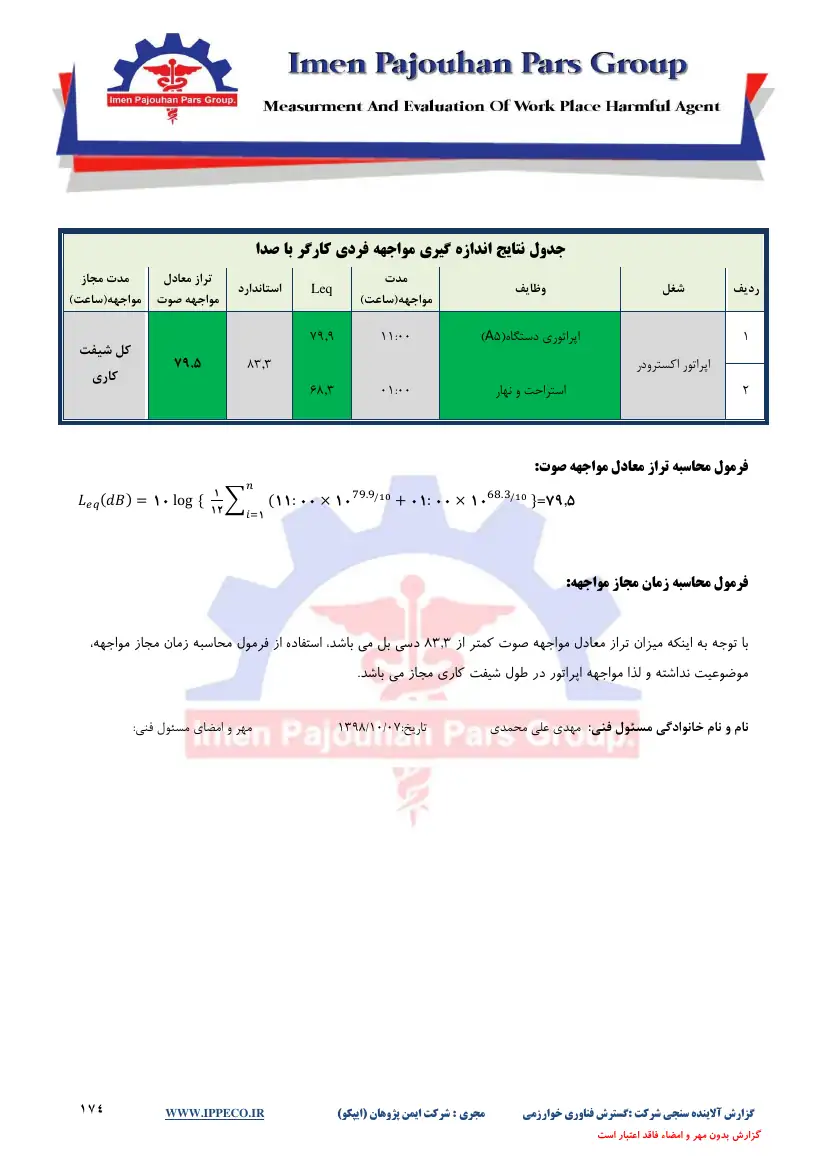 Imen Pajouhan Pars Group
Imen Pajouhan Pars Group.
Measurment And Evaluation Of Work Place Harmful Agent
جدول نتایج اندازه گیری مواجهه فردی کارگر با صدا
ردیف شغل وظایف مدت مواجهه(ساعت) Leq استاندارد تراز معادل مواجهه صوت مدت مجاز مواجهه(ساعت)
۱ اپراتور اکسترودر اپراتوری دستگاه(A۵) ۱۱:۰۰ ۷۹,۹ ۸۳,۳ ۷۹,۵ کل شیفت کاری
۲ استراحت و نهار ۰۱:۰۰ ۶۸,۳
فرمول محاسبه تراز معادل مواجهه صوت:
L_eq(dB) = ۱۰ log { ۱/۱۲ ∑_{i=۱}^{n} (۱۱: ۰۰ × ۱۰^{79.9/10} + ۰۱: ۰۰ × ۱۰^{68.3/10} }=۷۹,۵
فرمول محاسبه زمان مجاز مواجهه:
با توجه به اینکه میزان تراز معادل مواجهه صوت کمتر از ۸۳,۳ دسی بل می باشد، استفاده از فرمول محاسبه زمان مجاز مواجهه،
موضوعیت نداشته و لذا مواجهه اپراتور در طول شیفت کاری مجاز می باشد.
نام و نام خانوادگی مسئول فنی: مهدی علی محمدی تاریخ:۱۳۹۸/۱۰/۰۷ مهر و امضای مسئول فنی:
Imen Pajouhan Pars Group.
گزارش آلاینده سنجی شرکت :گسترش فناوری خوارزمی مجری : شرکت ایمن پژوهان (ایپکو) WWW.IPPECO.IR ۱۷٤
گزارش بدون مهر و امضاء فاقد اعتبار است